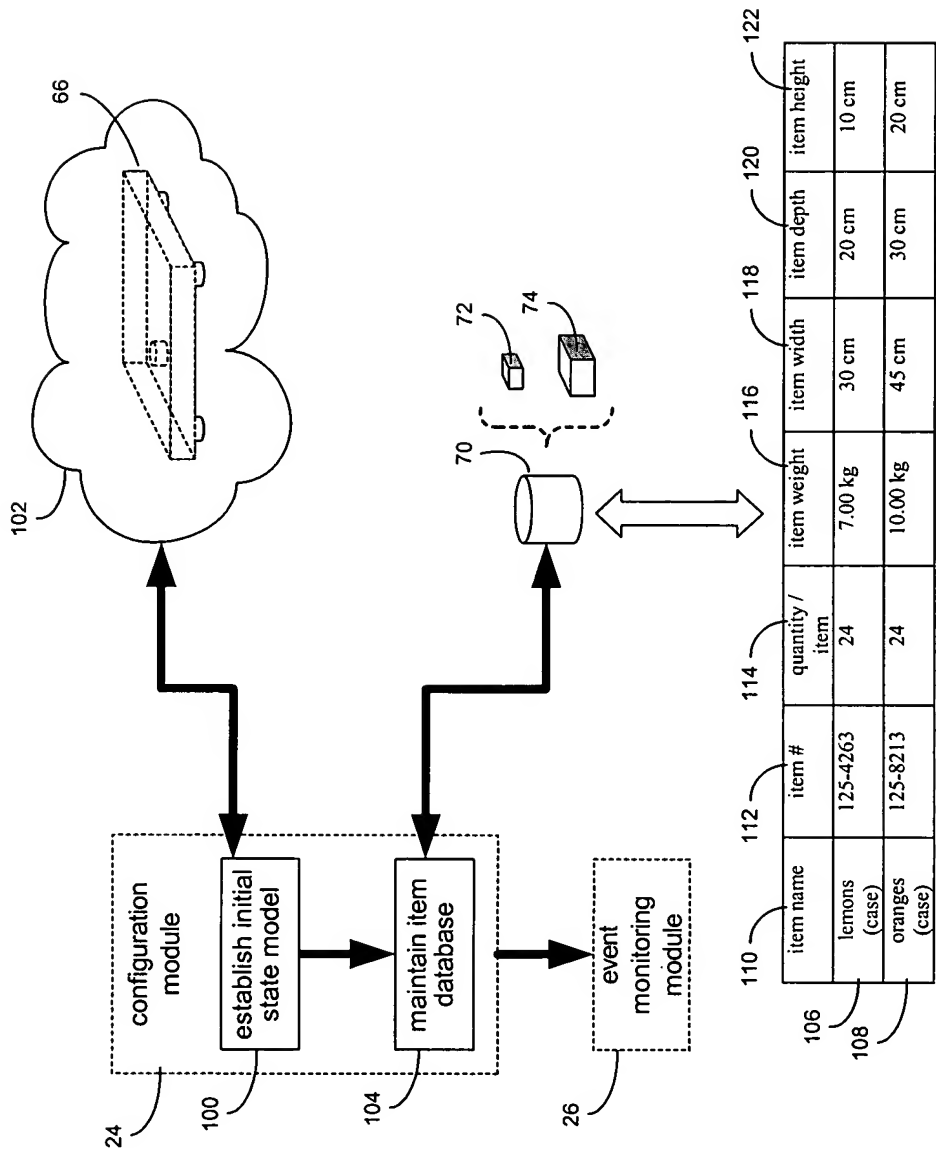 102
66
configuration
module
24
establish initial
state model
100
maintain item
database
104
event
monitoring
module
26
70
72
74
110
112
114
116
118
120
122
item name
item #
quantity /
item
item weight
item width
item depth
item height
106
lemons
(case)
125-4263
24
7.00 kg
30 cm
20 cm
10 cm
108
oranges
(case)
125-8213
24
10.00 kg
45 cm
30 cm
20 cm